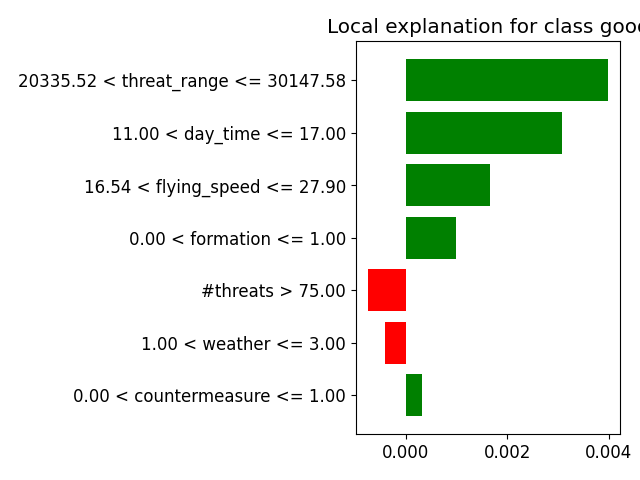 Local explanation for class good
20335.52 < threat_range <= 30147.58
11.00 < day_time <= 17.00
16.54 < flying_speed <= 27.90
0.00 < formation <= 1.00
#threats > 75.00
1.00 < weather <= 3.00
0.00 < countermeasure <= 1.00
0.000 0.002 0.004